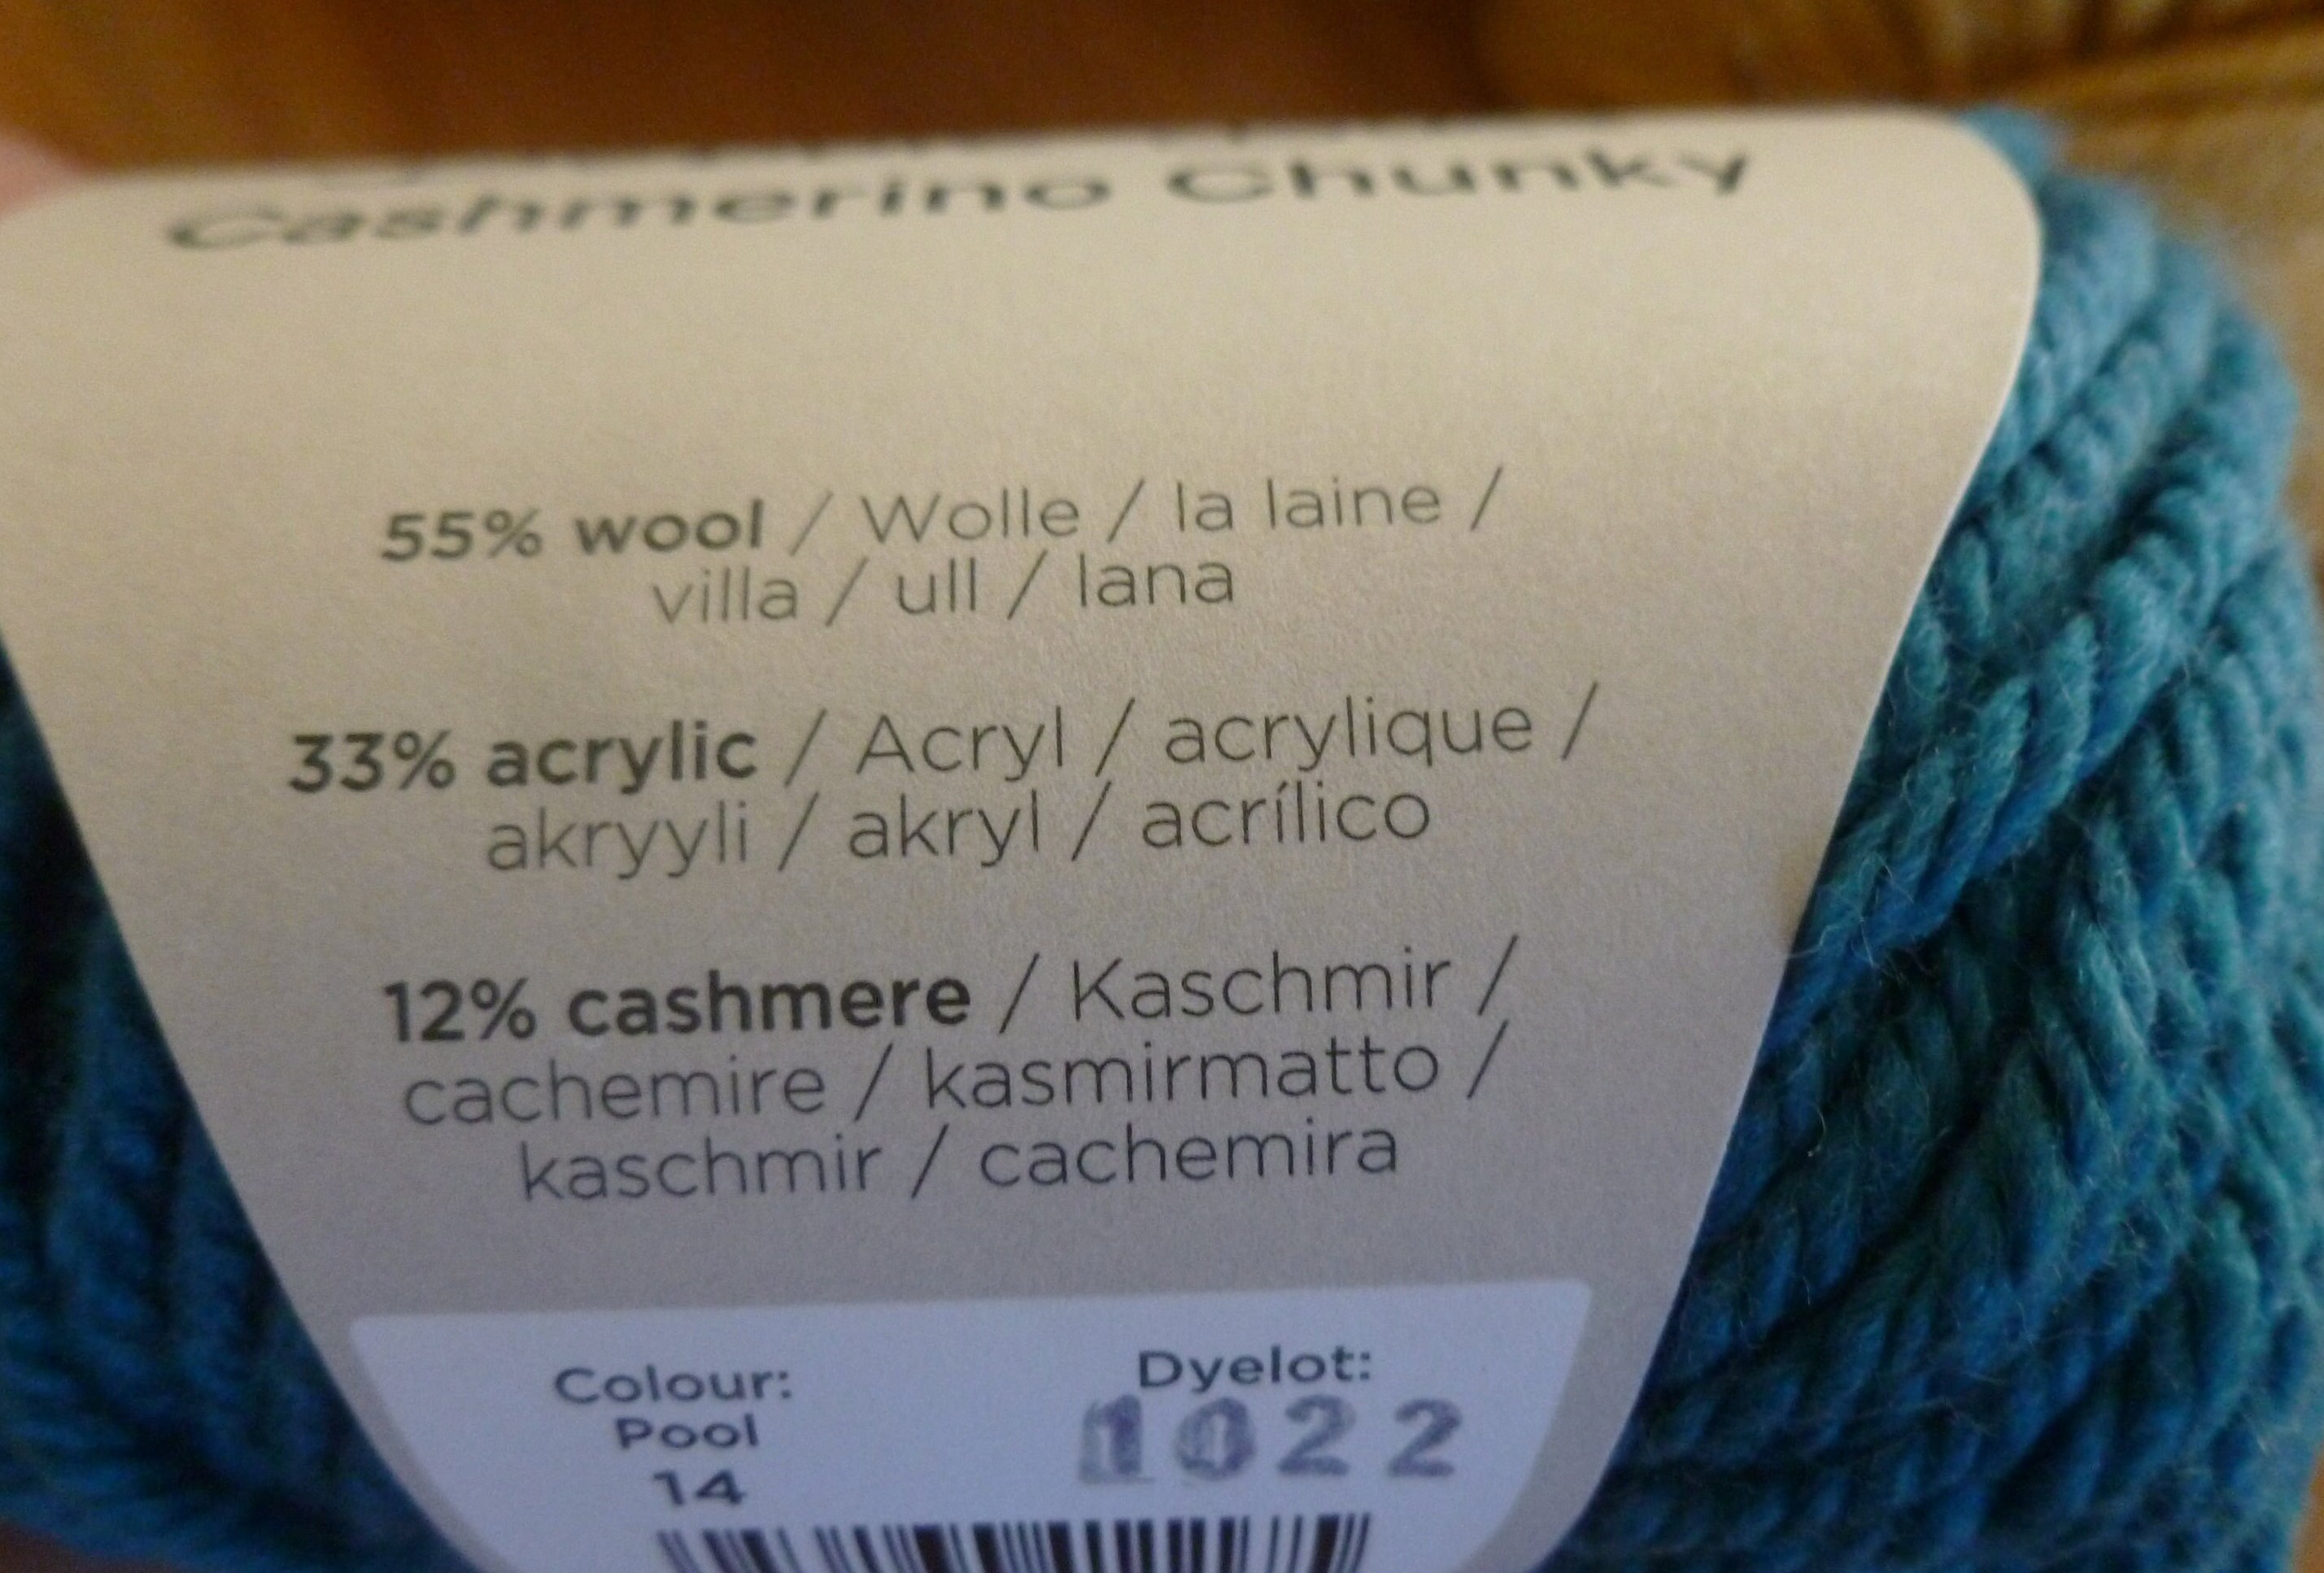 Cashmerino Chunky
55% wool / Wolle / la laine /
villa / ull / lana
33% acrylic / Acryl / acrylique /
akryyli / akryl / acrílico
12% cashmere / Kaschmir /
cachemire / kasmirmatto /
kaschmir / cachemira
Colour:
Pool
14
Dyelot:
1022